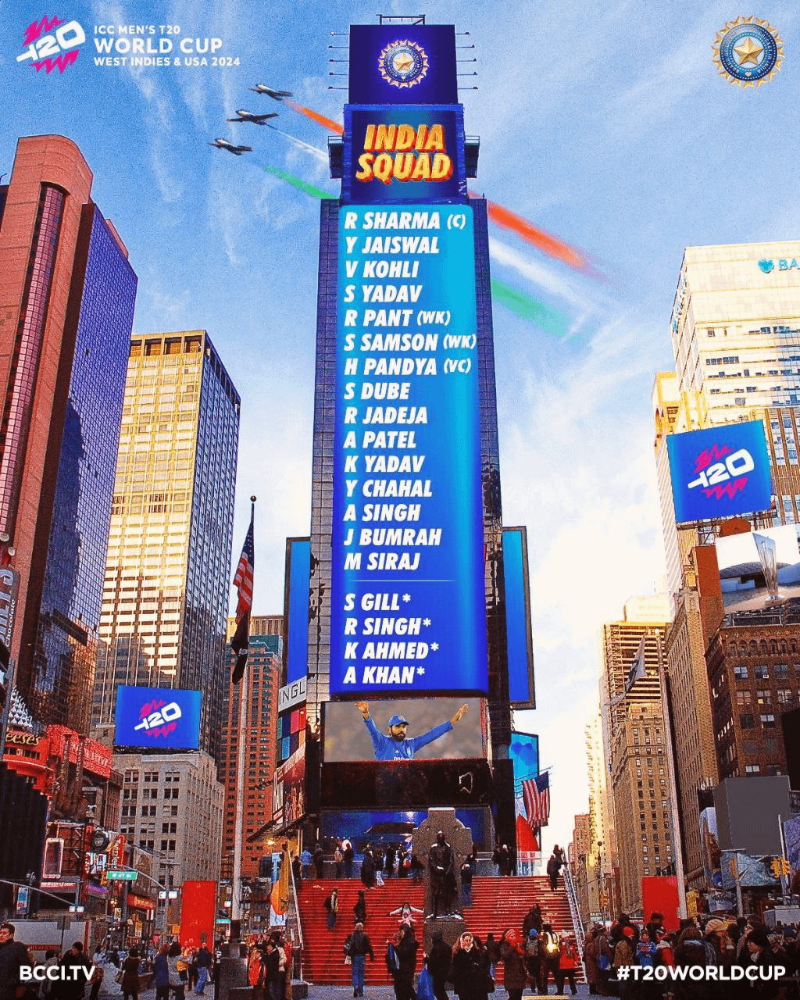 T20
ICC MEN'S T20
WORLD CUP
WEST INDIES & USA 2024
INDIA
SQUAD
R SHARMA (C)
Y JAISWAL
V KOHLI
S YADAV
R PANT (WK)
S SAMSON (WK)
H PANDYA (VC)
S DUBE
R JADEJA
A PATEL
K YADAV
Y CHAHAL
A SINGH
J BUMRAH
M SIRAJ
S GILL*
R SINGH*
K AHMED*
A KHAN*
BA
T20
T20
INGL
BCCI.TV
#T20WORLDCUP